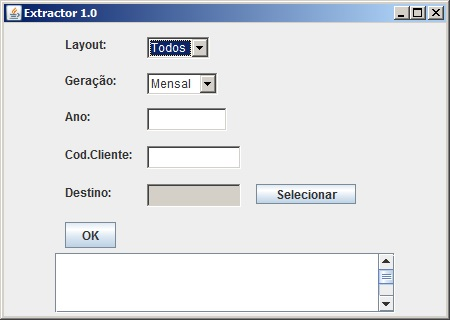 Extractor 1.0
Layout: Todos
Geração: Mensal
Ano:
Cod.Cliente:
Destino: Selecionar
OK